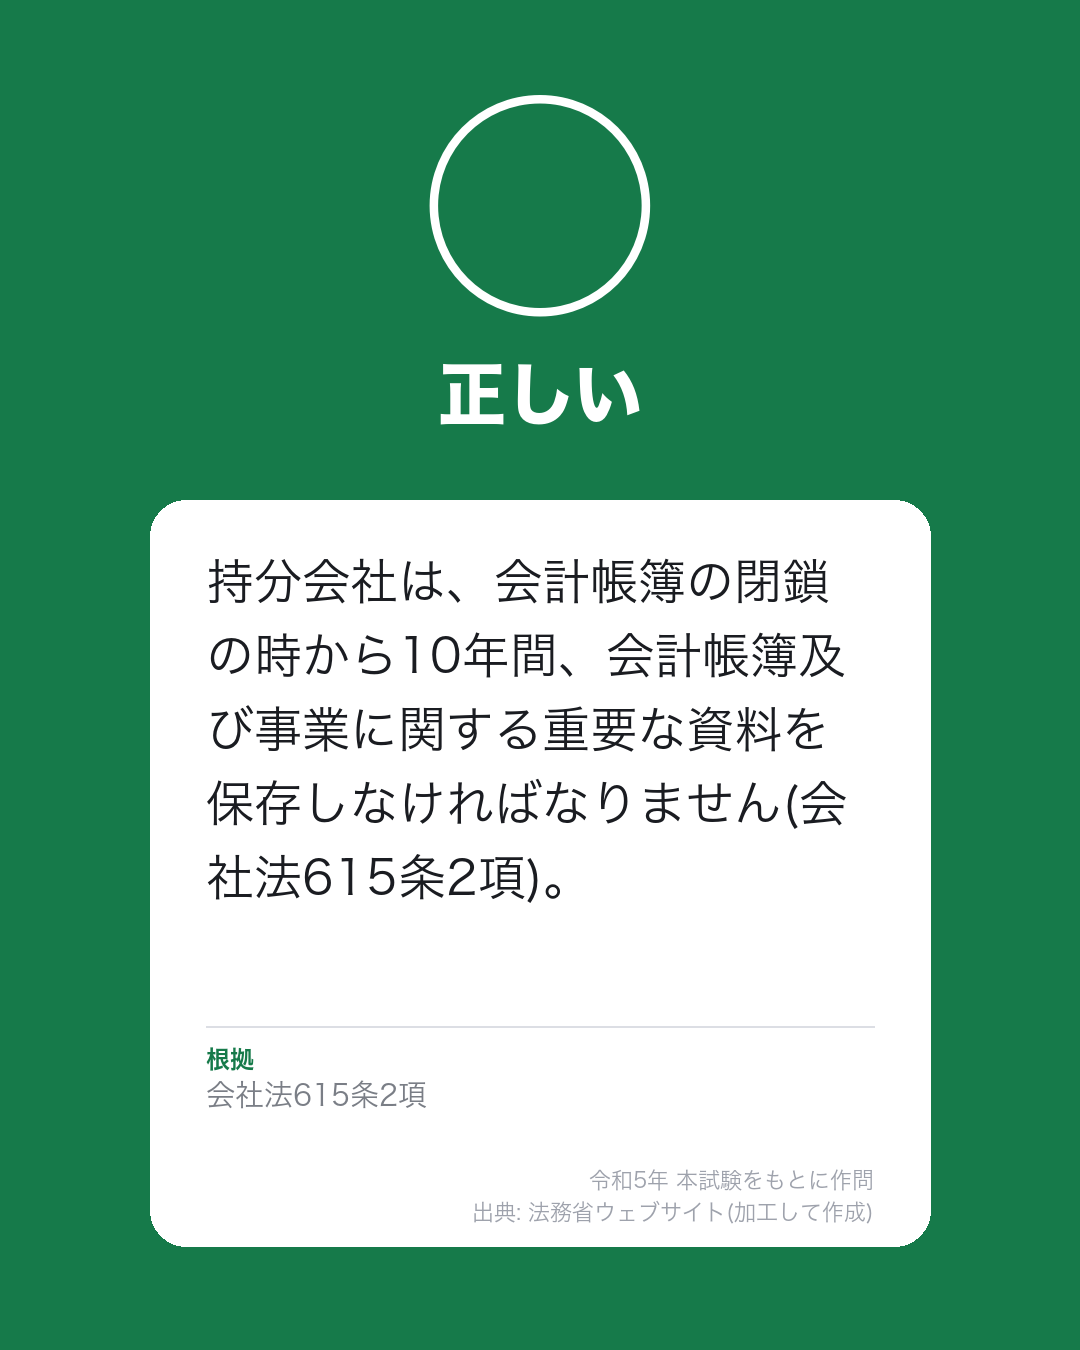 正しい
持分会社は、会計帳簿の閉鎖
の時から10年間、会計帳簿及
び事業に関する重要な資料を
保存しなければなりません(会
社法615条2項)。
根拠
会社法615条2項
令和5年 本試験をもとに作問
出典: 法務省ウェブサイト(加工して作成)